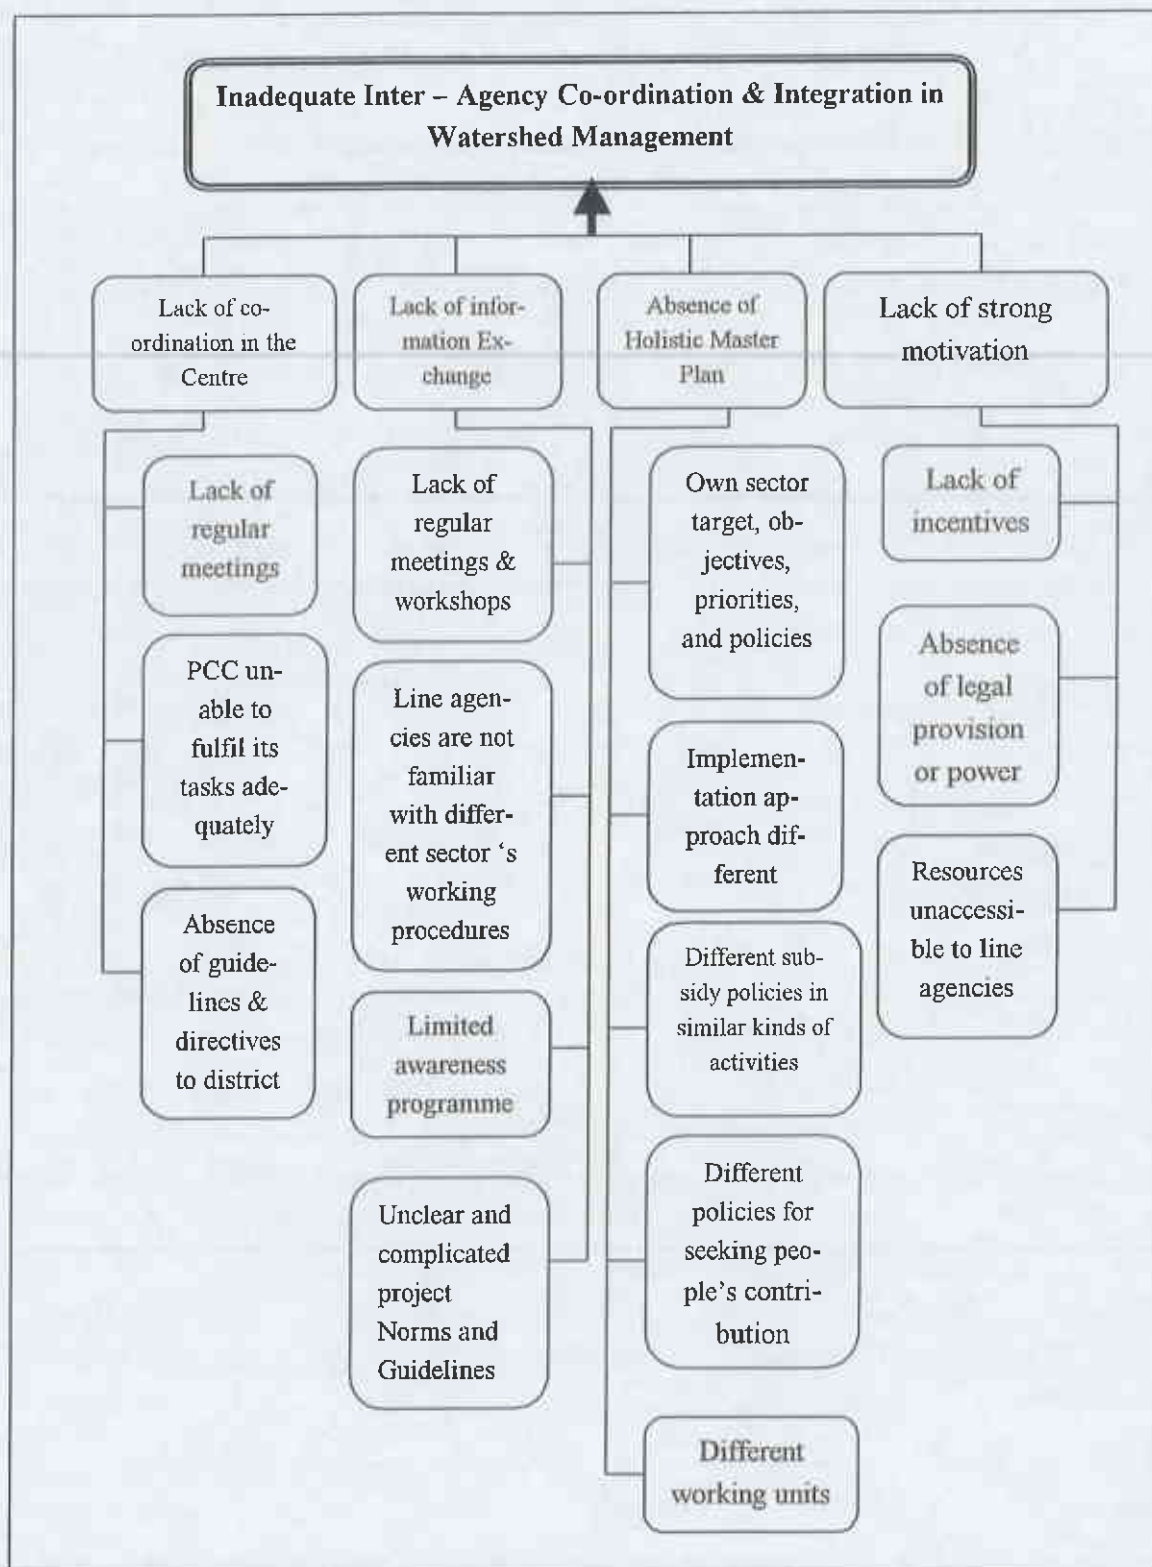 Inadequate Inter – Agency Co-ordination & Integration in
Watershed Management
Lack of co-
ordination in the
Centre
Lack of infor-
mation Ex-
change
Absence of
Holistic Master
Plan
Lack of strong
motivation
Lack of
regular
meetings
PCC un-
able to
fulfil its
tasks ade-
quately
Absence
of guide-
lines &
directives
to district
Lack of
regular
meetings &
workshops
Line agen-
cies are not
familiar
with differ-
ent sector ‘s
working
procedures
Limited
awareness
programme
Unclear and
complicated
project
Norms and
Guidelines
Own sector
target, ob-
jectives,
priorities,
and policies
Implemen-
tation ap-
proach dif-
ferent
Different sub-
sidy policies in
similar kinds of
activities
Different
policies for
seeking peo-
ple’s contri-
bution
Different
working units
Lack of
incentives
Absence
of legal
provision
or power
Resources
unaccessi-
ble to line
agencies